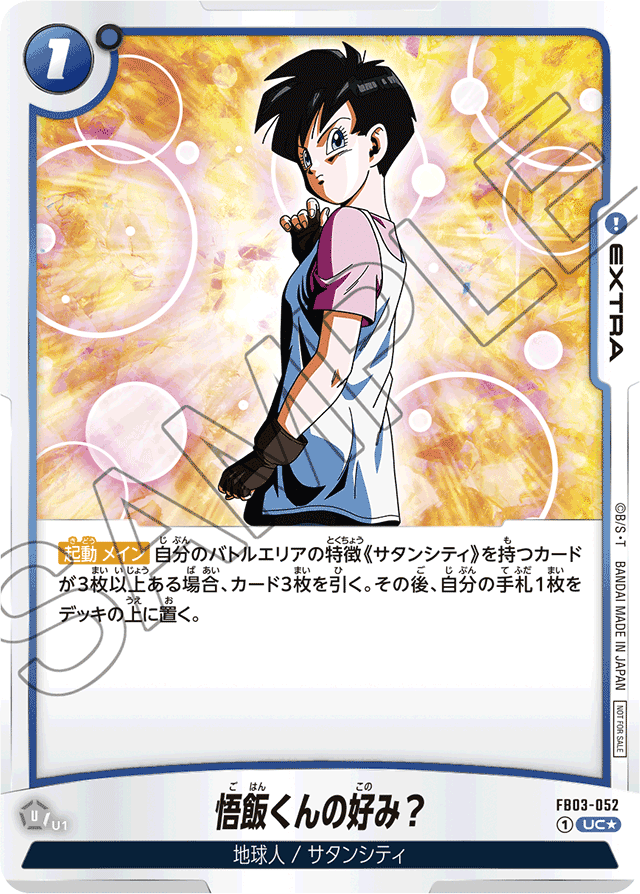 1
SAMPLE
! EXTRA
起動 メイン 自分のバトルエリアの特徴《サタンシティ》を持つカード
が3枚以上ある場合、カード3枚を引く。その後、自分の手札1枚を
デッキの上に置く。
©B/S・T BANDAI MADE IN JAPAN
NOT FOR SALE
悟飯くんの好み?
U/U1
FB03-052
1 UC★
地球人 / サタンシティ